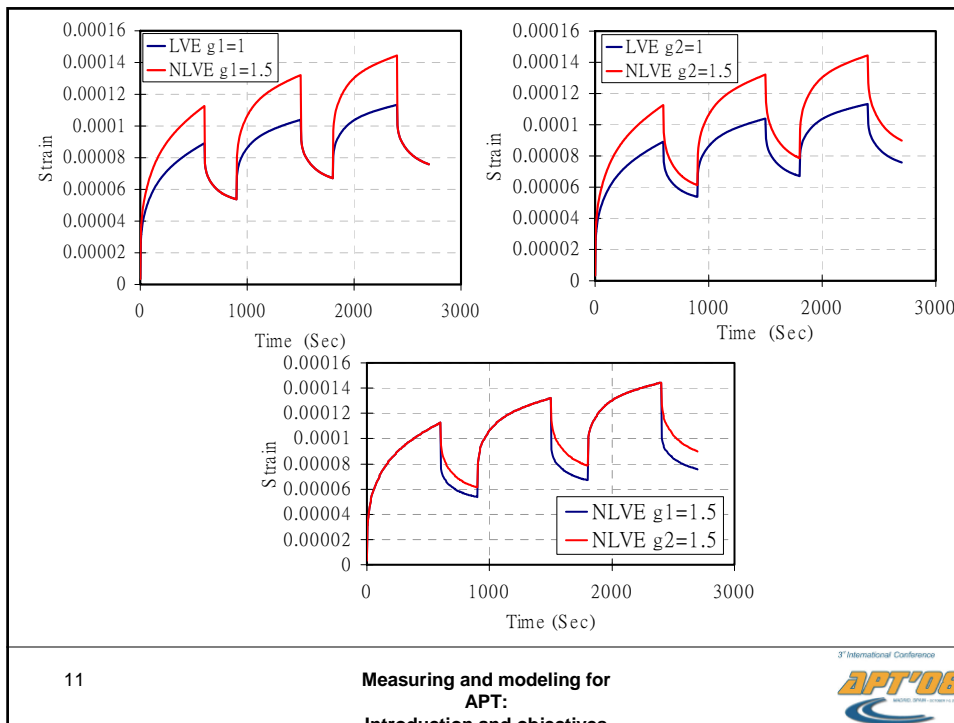 0.00016
0.00014
0.00012
0.0001
0.00008
0.00006
0.00004
0.00002
0
Strain
LVE g1=1
NLVE g1=1.5
0 1000 2000 3000
Time (Sec)
0.00016
0.00014
0.00012
0.0001
0.00008
0.00006
0.00004
0.00002
0
Strain
LVE g2=1
NLVE g2=1.5
0 1000 2000 3000
Time (Sec)
0.00016
0.00014
0.00012
0.0001
0.00008
0.00006
0.00004
0.00002
0
Strain
NLVE g1=1.5
NLVE g2=1.5
0 1000 2000 3000
Time (Sec)
11
Measuring and modeling for
APT:
Introduction and objectives
3rd International Conference
APT'08